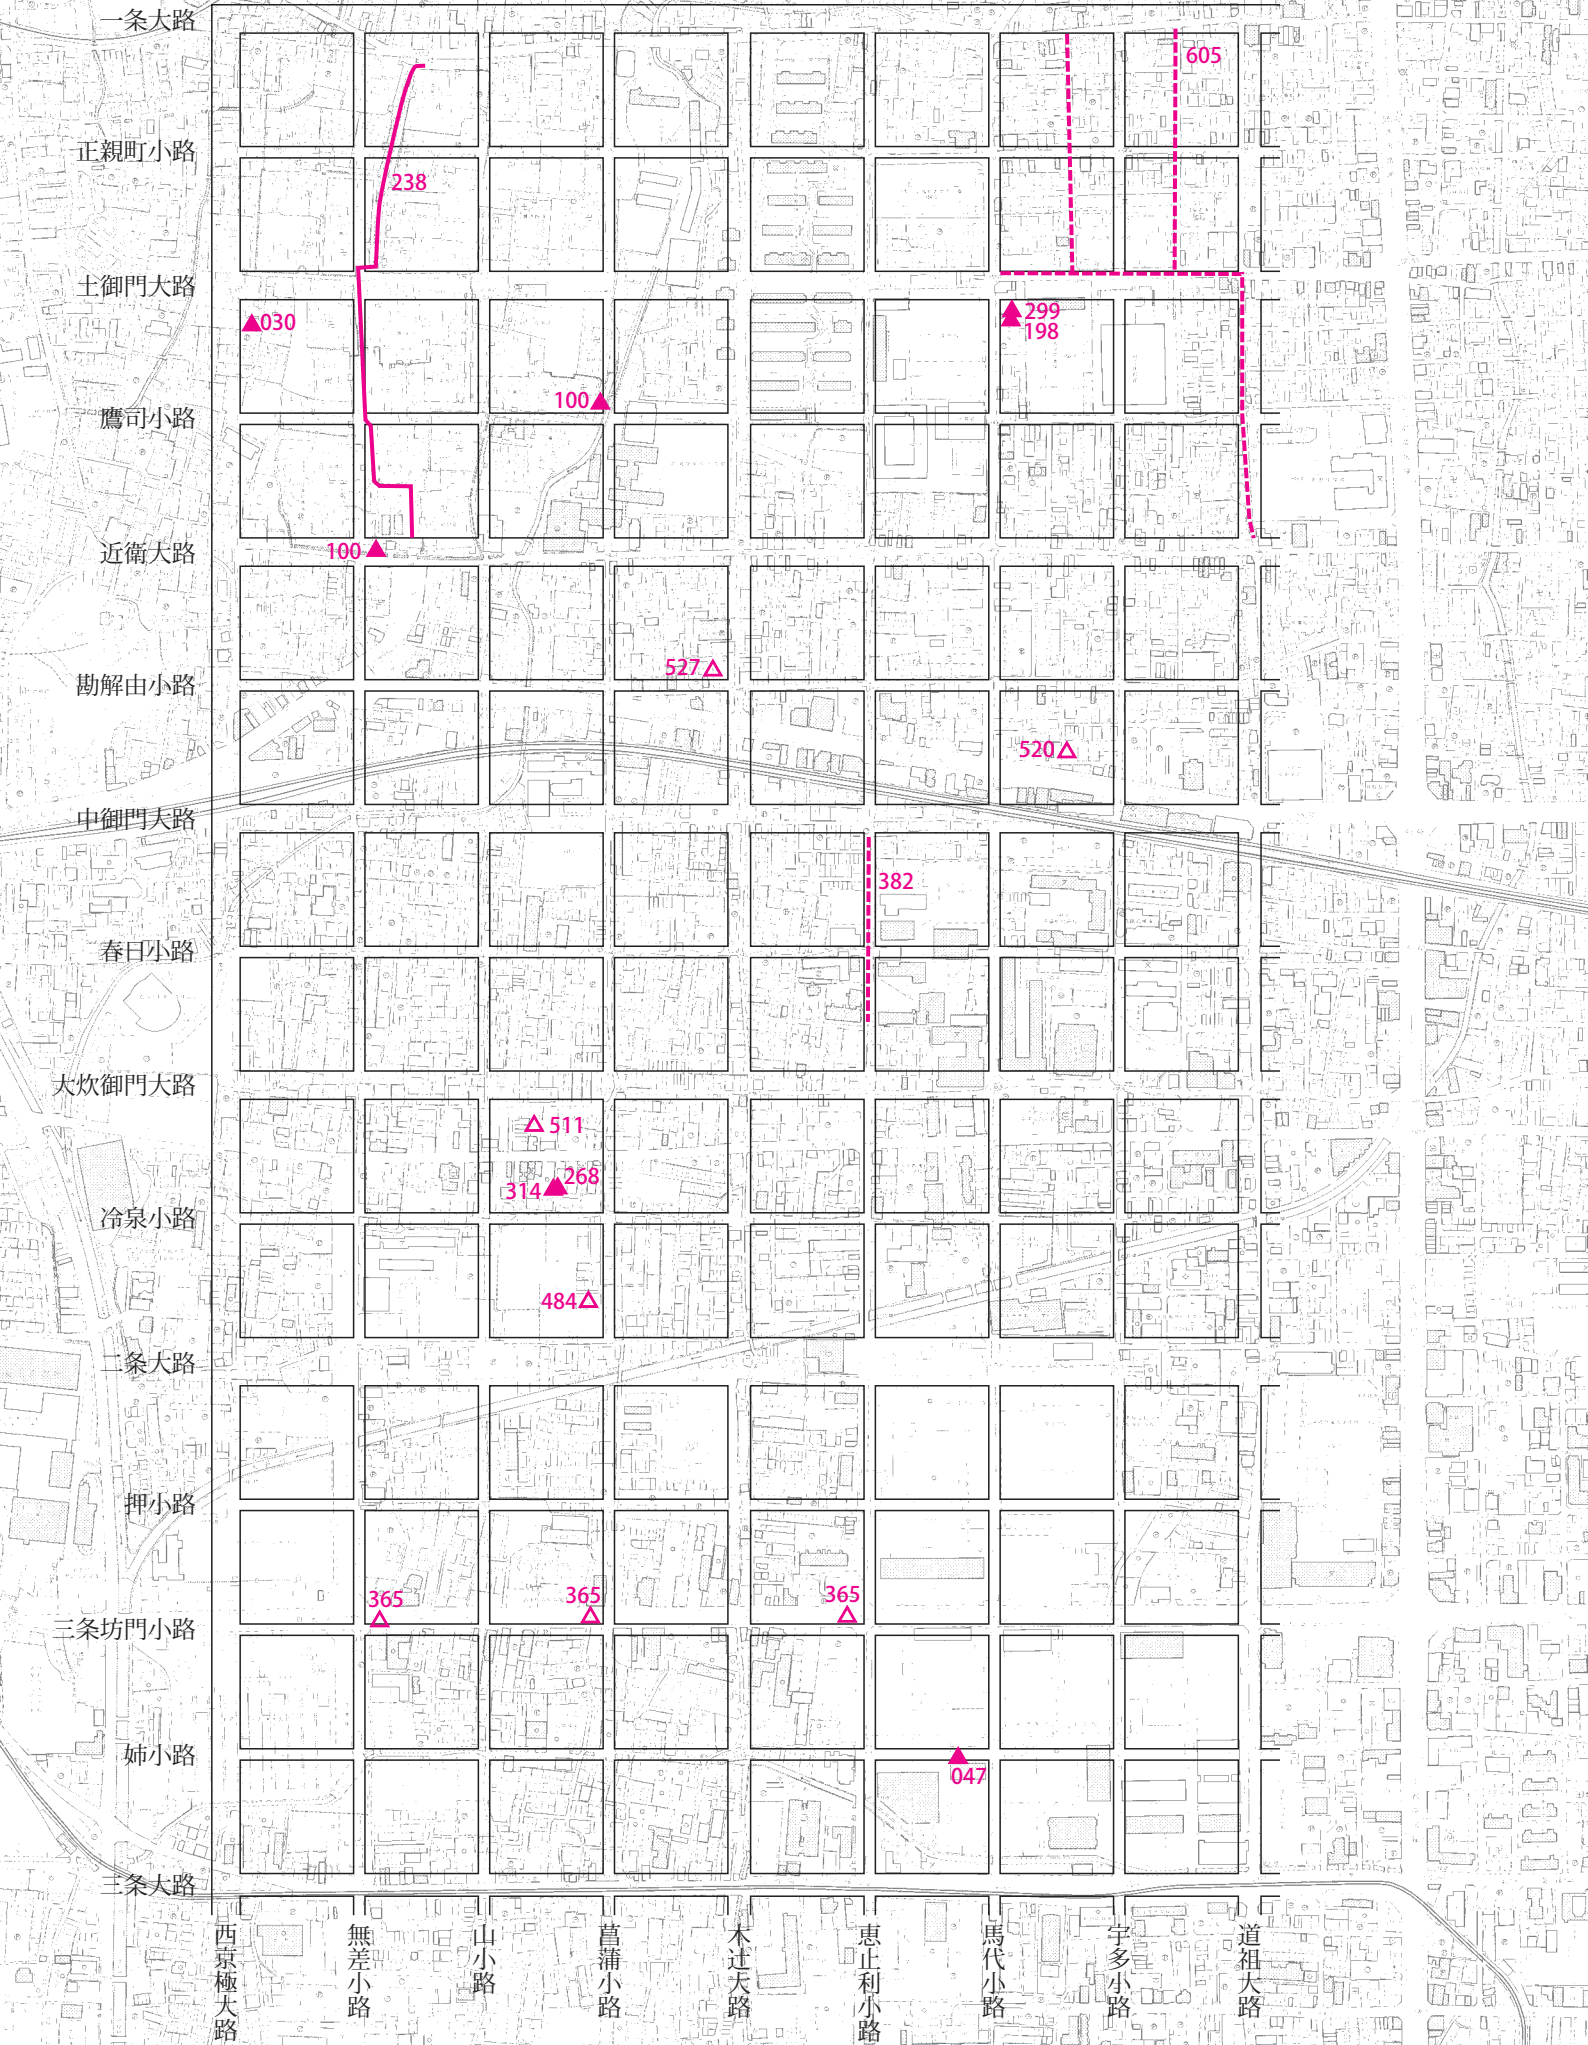 一条大路
605
正親町小路
238
土御門大路
030
299
198
100
鷹司小路
100
近衛大路
527
勘解由小路
520
中御門大路
382
春日小路
大炊御門大路
511
268
314
冷泉小路
484
二条大路
押小路
365
365
365
三条坊門小路
姉小路
047
三条大路
西京極大路
無差小路
山小路
菖蒲小路
木辻大路
恵止利小路
馬代小路
宇多小路
道祖大路